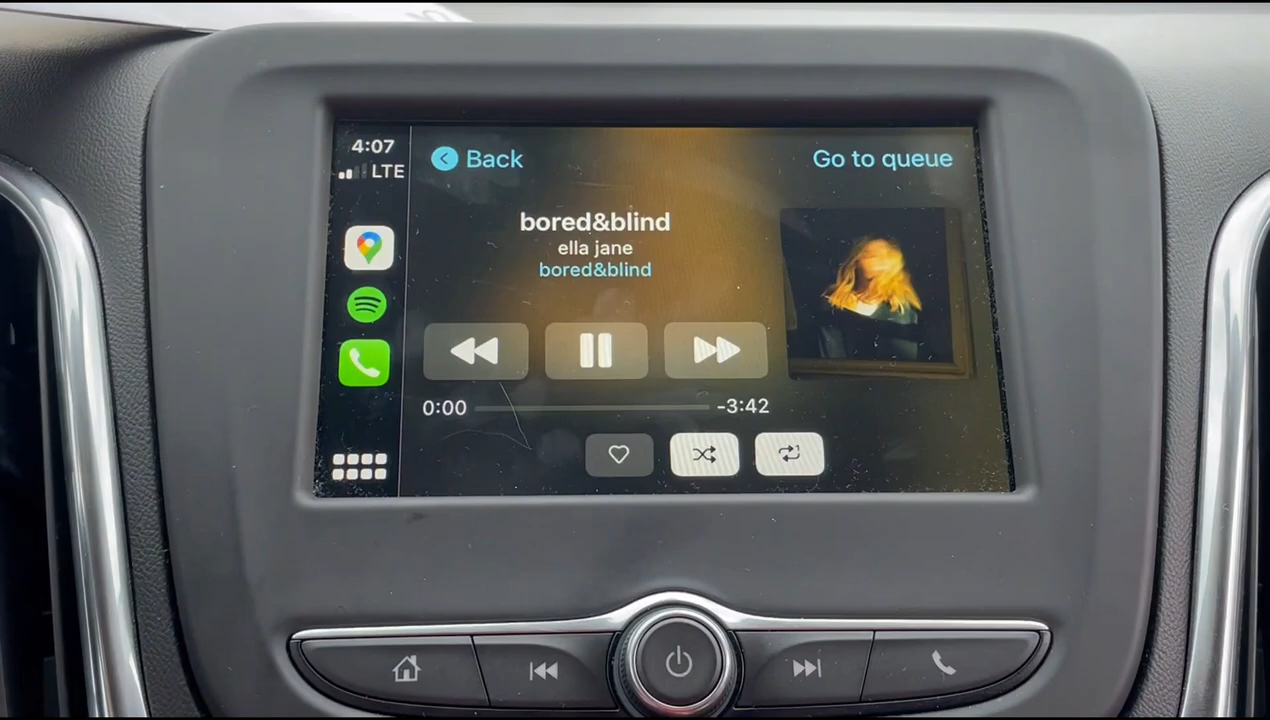 4:07
LTE
Back
Go to queue
bored&blind
ella jane
bored&blind
0:00
-3:42